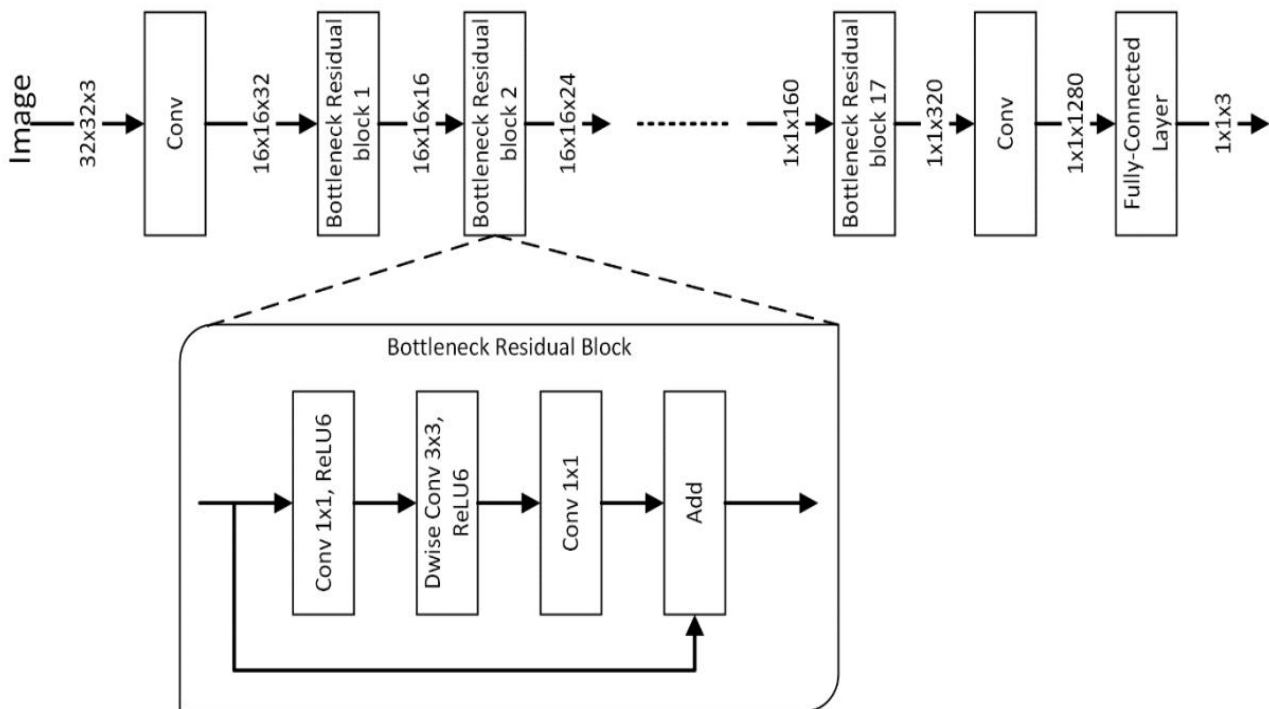 Image
32x32x3
Conv
16x16x32
Bottleneck Residual
block 1
16x16x16
Bottleneck Residual
block 2
16x16x24
1x1x160
Bottleneck Residual
block 17
1x1x320
Conv
1x1x1280
Fully-Connected
Layer
1x1x3
Bottleneck Residual Block
Conv 1x1, ReLU6
Dwise Conv 3x3,
ReLU6
Conv 1x1
Add